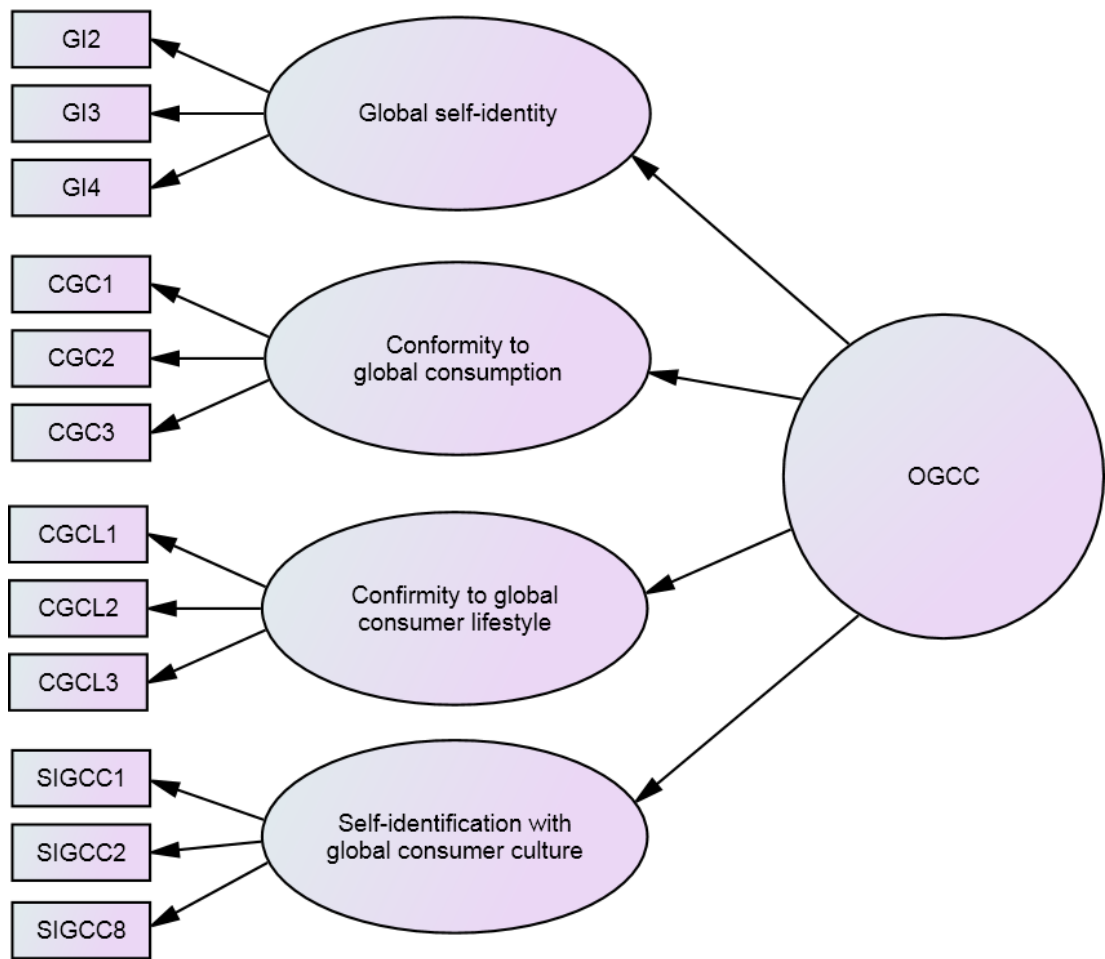 GI2
GI3
GI4
Global self-identity
CGC1
CGC2
CGC3
Conformity to
global consumption
CGCL1
CGCL2
CGCL3
Confirmity to global
consumer lifestyle
SIGCC1
SIGCC2
SIGCC8
Self-identification with
global consumer culture
OGCC